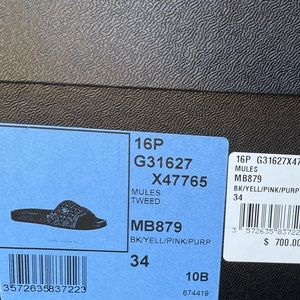 16P
G31627
X47765
MULES
TWEED
MB879
BK/YELL/PINK/PURP
34
10B
3572635837223
674419
16P G31627X47
MULES
MB879
BK/YELL/PINK/PURP
34
3 572635 83722
$ 700.00